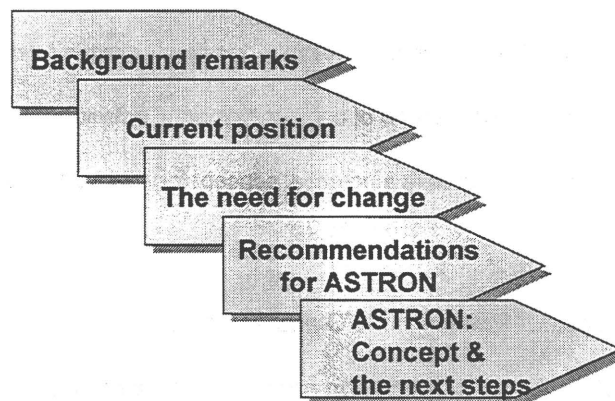 Background remarks
Current position
The need for change
Recommendations
for ASTRON
ASTRON:
Concept &
the next steps